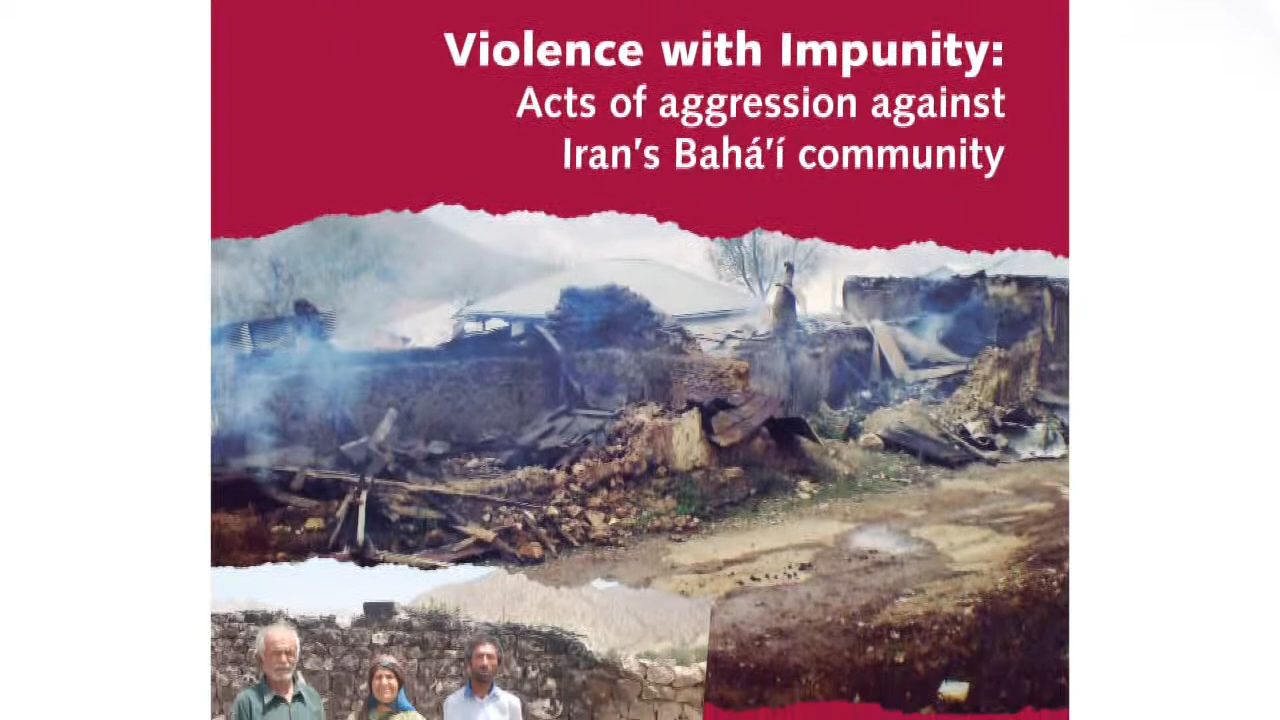 Violence with Impunity:
Acts of aggression against
Iran's Bahá'í community